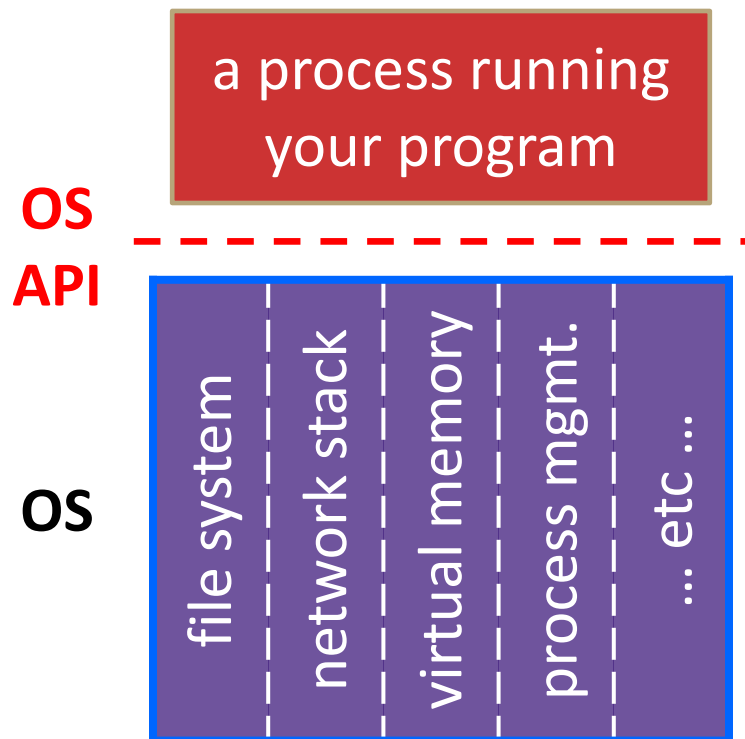 a process running
your program
OS
API
OS
file system
network stack
virtual memory
process mgmt.
... etc ...